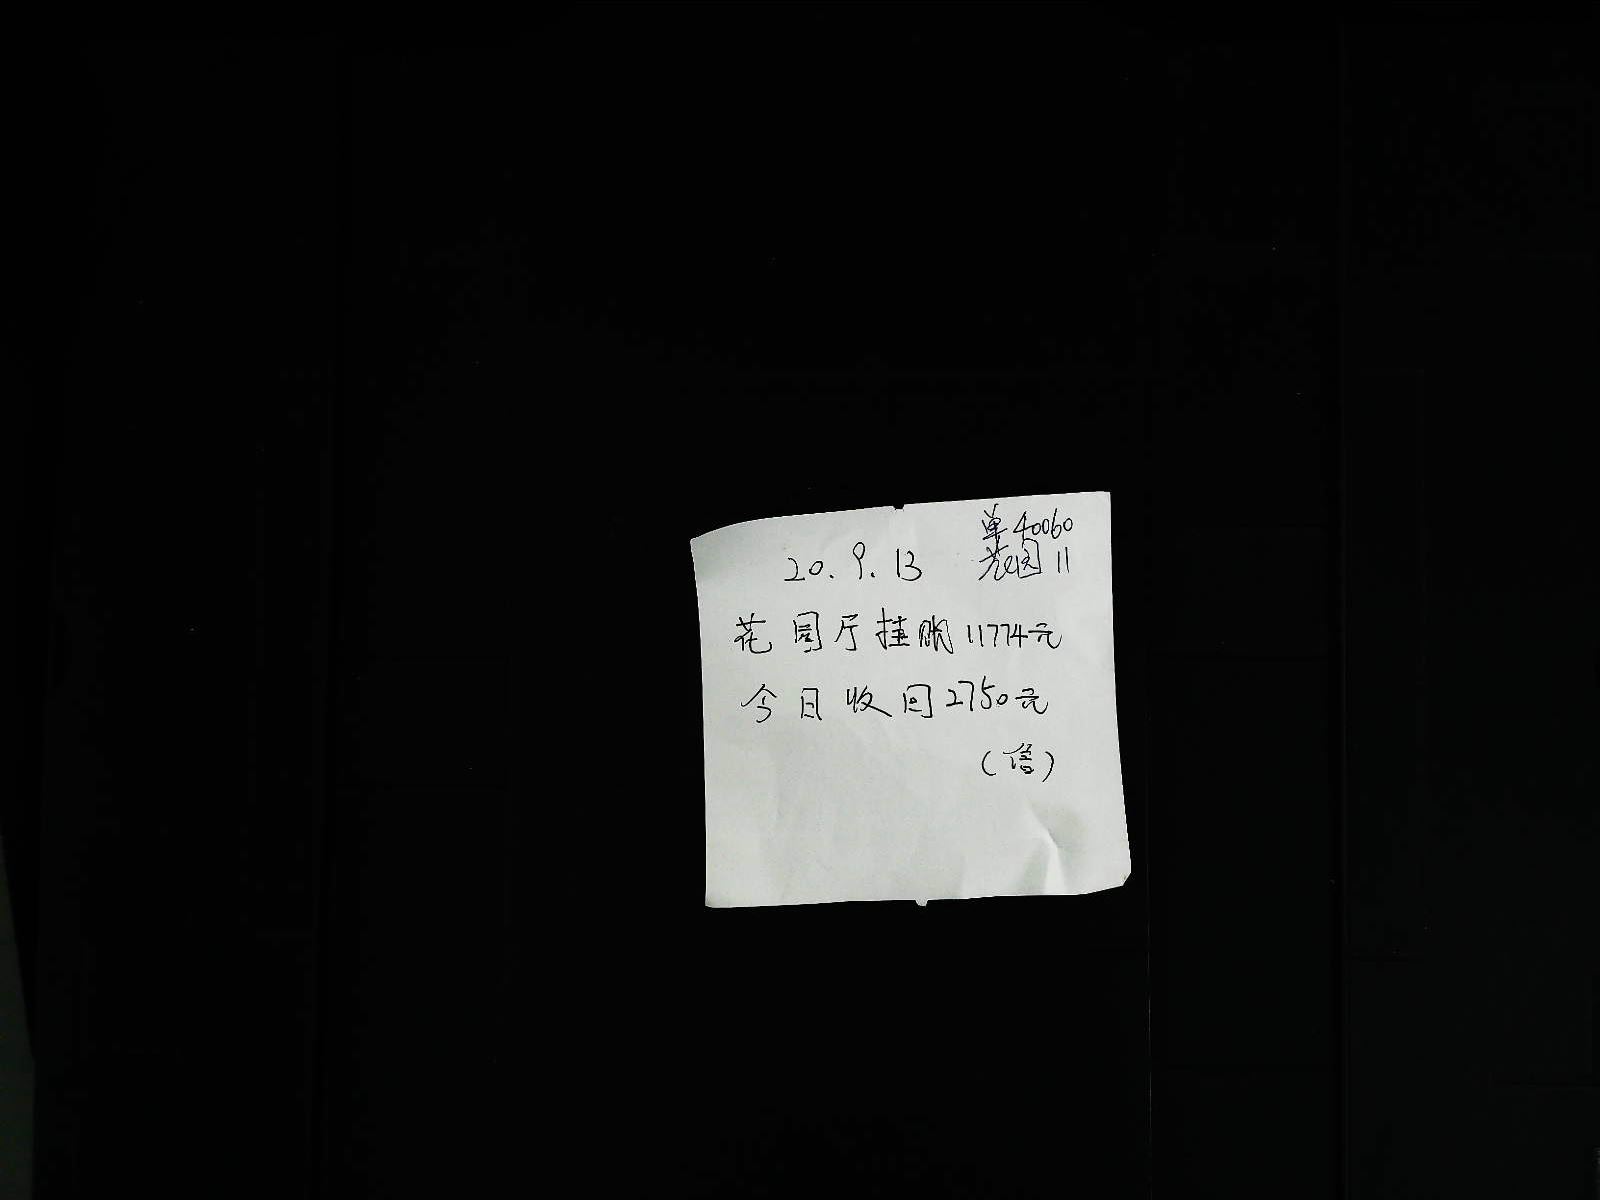 单40060
花园11
20.9.13
花园厅挂账11774元
今日收回2750元
(信)